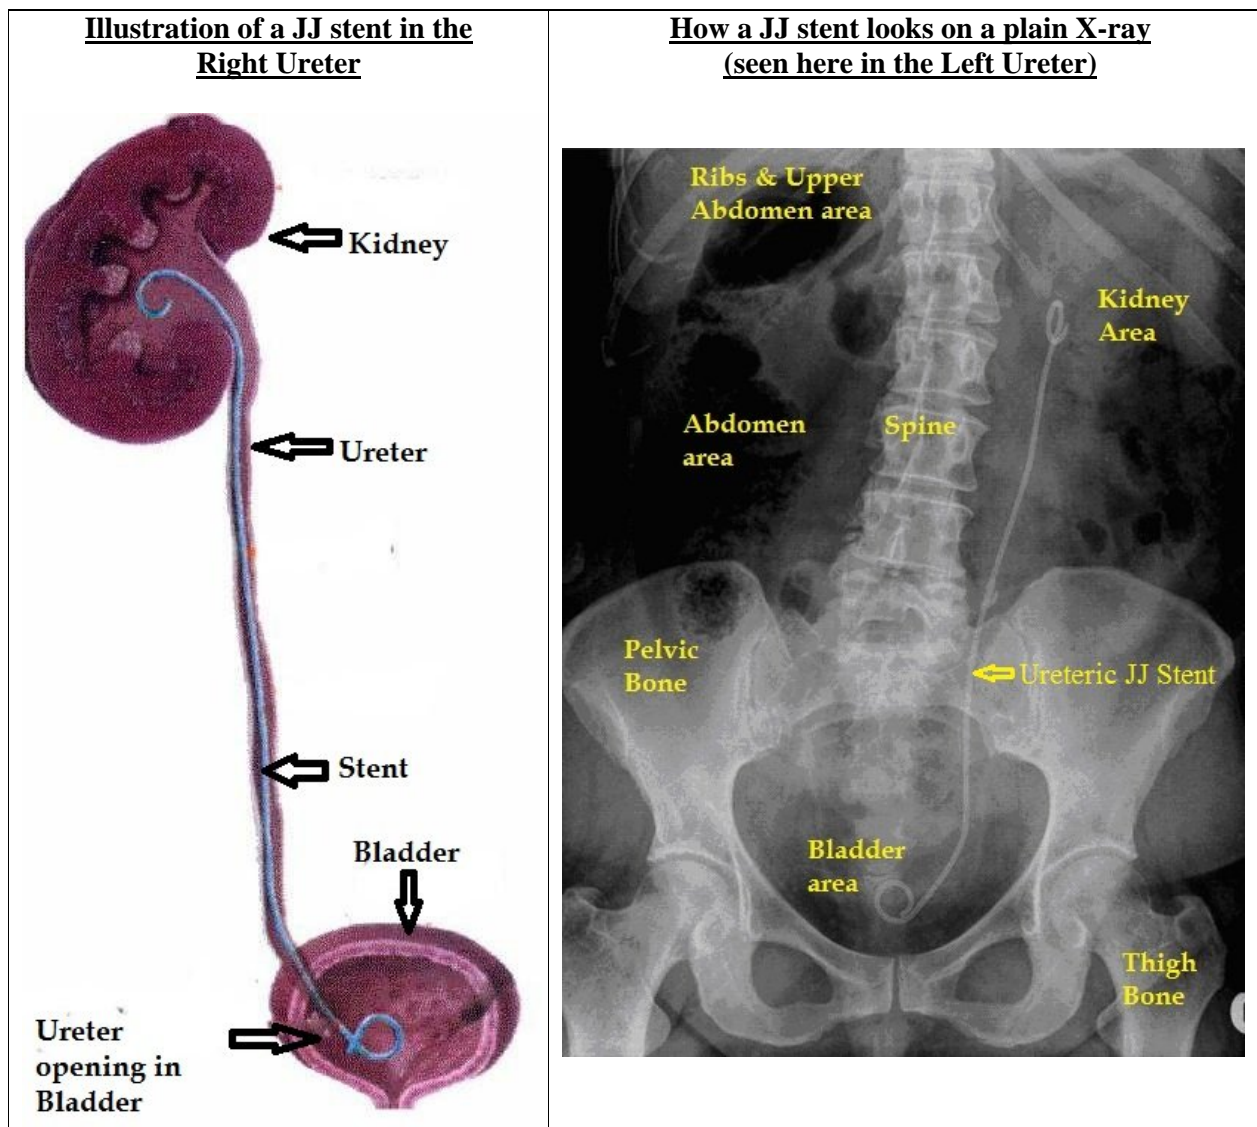 Illustration of a JJ stent in the
Right Ureter
Kidney
Ureter
Stent
Bladder
Ureter
opening in
Bladder
How a JJ stent looks on a plain X-ray
(seen here in the Left Ureter)
Ribs & Upper
Abdomen area
Kidney
Area
Abdomen
area
Spine
Pelvic
Bone
Ureteric JJ Stent
Bladder
area
Thigh
Bone